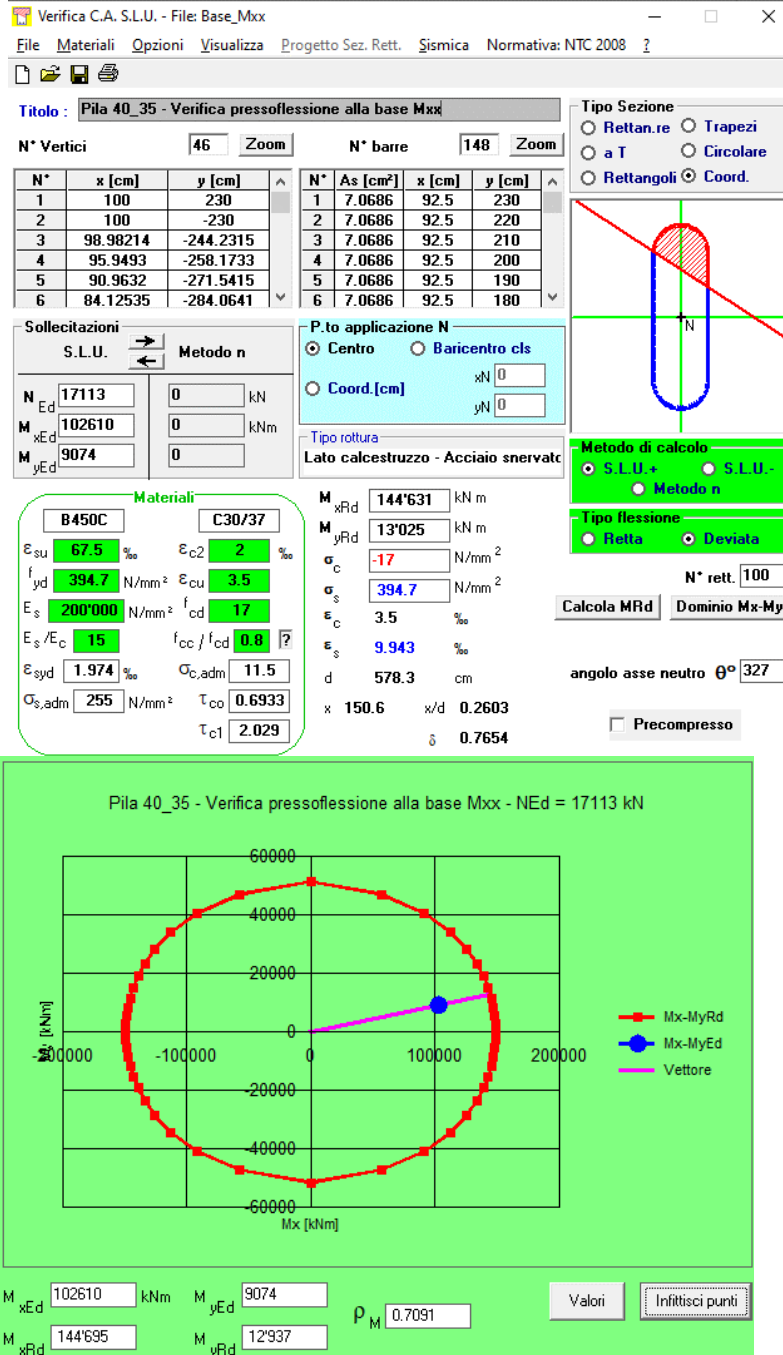 Verifica C.A. S.L.U. - File: Base_Mxx
File Materiali Opzioni Visualizza Progetto Sez. Rett. Sismica Normativa: NTC 2008 ?
Titolo : Pila 40_35 - Verifica pressoflessione alla base Mxx
N° Vertici 46 Zoom N° barre 148 Zoom
N° x [cm] y [cm]
1 100 230
2 100 -230
3 98.98214 -244.2315
4 95.9493 -258.1733
5 90.9632 -271.5415
6 84.12535 -284.0641
N° As [cm²] x [cm] y [cm]
1 7.0686 92.5 230
2 7.0686 92.5 220
3 7.0686 92.5 210
4 7.0686 92.5 200
5 7.0686 92.5 190
6 7.0686 92.5 180
Tipo Sezione
Rettan.re Trapezi
a T Circolare
Rettangoli Coord.
N
Sollecitazioni
S.L.U. Metodo n
N Ed 17113 0 kN
M xEd 102610 0 kNm
M yEd 9074 0
P.to applicazione N
Centro Baricentro cls
Coord.[cm] xN 0
yN 0
Tipo rottura
Lato calcestruzzo - Acciaio snervato
Metodo di calcolo
S.L.U.+ S.L.U.-
Metodo n
Tipo flessione
Retta Deviata
N° rett. 100
Calcola MRd Dominio Mx-My
angolo asse neutro θ° 327
Precompresso
Materiali
B450C C30/37
εsu 67.5 ‰ εc2 2 ‰
fyd 394.7 N/mm² εcu 3.5
Es 200'000 N/mm² fcd 17
Es/Ec 15 fcc / fcd 0.8 ?
εsyd 1.974 ‰ σc,adm 11.5
σs,adm 255 N/mm² τco 0.6933
τc1 2.029
M xRd 144'631 kN m
M yRd 13'025 kN m
σc -17 N/mm²
σs 394.7 N/mm²
εc 3.5 ‰
εs 9.943 ‰
d 578.3 cm
x 150.6 x/d 0.2603
δ 0.7654
Pila 40_35 - Verifica pressoflessione alla base Mxx - NEd = 17113 kN
60000
40000
20000
0
-20000
-40000
-60000
-200000 -100000 0 100000 200000
[kNm]
Mx [kNm]
Mx-MyRd
Mx-MyEd
Vettore
M xEd 102610 kNm M yEd 9074
M xRd 144'695 M yRd 12'937
ρ M 0.7091
Valori Infittisci punti